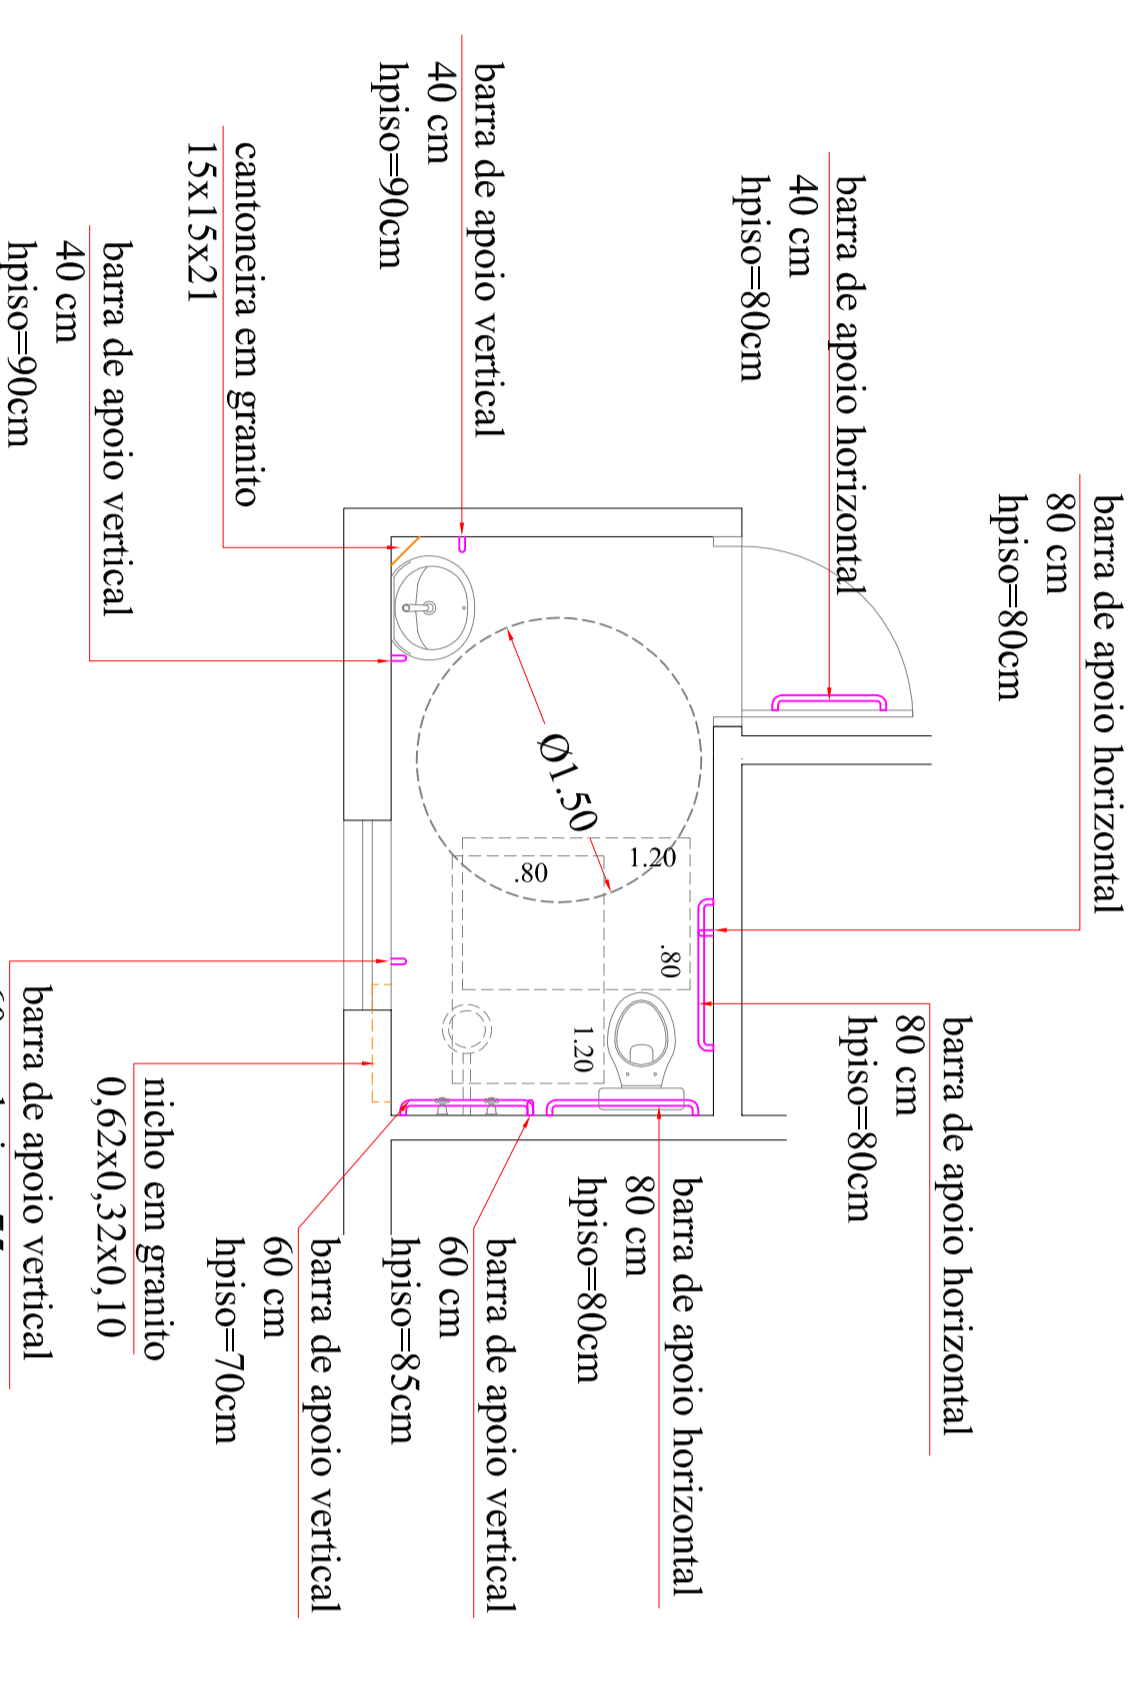 barra de apoio horizontal
80 cm
hpiso=80cm
barra de apoio horizontal
80 cm
hpiso=80cm
barra de apoio horizontal
40 cm
hpiso=80cm
barra de apoio horizontal
80 cm
hpiso=80cm
barra de apoio vertical
40 cm
hpiso=90cm
barra de apoio vertical
60 cm
hpiso=85cm
barra de apoio vertical
60 cm
hpiso=70cm
cantoneira em granito
15x15x21
nicho em granito
0,62x0,32x0,10
barra de apoio vertical
40 cm
hpiso=90cm
barra de apoio vertical
Ø1.50
1.20
.80
.80
1.20